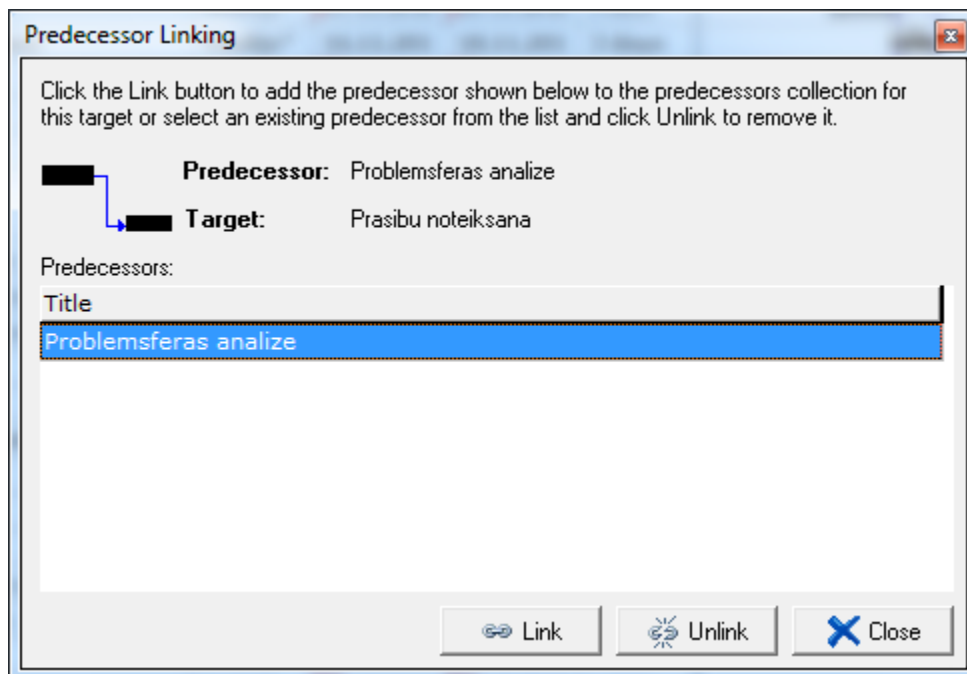 Predecessor Linking
Click the Link button to add the predecessor shown below to the predecessors collection for
this target or select an existing predecessor from the list and click Unlink to remove it.
Predecessor: Problemsferas analize
Target: Prasibu noteiksana
Predecessors:
Title
Problemsferas analize
Link Unlink Close